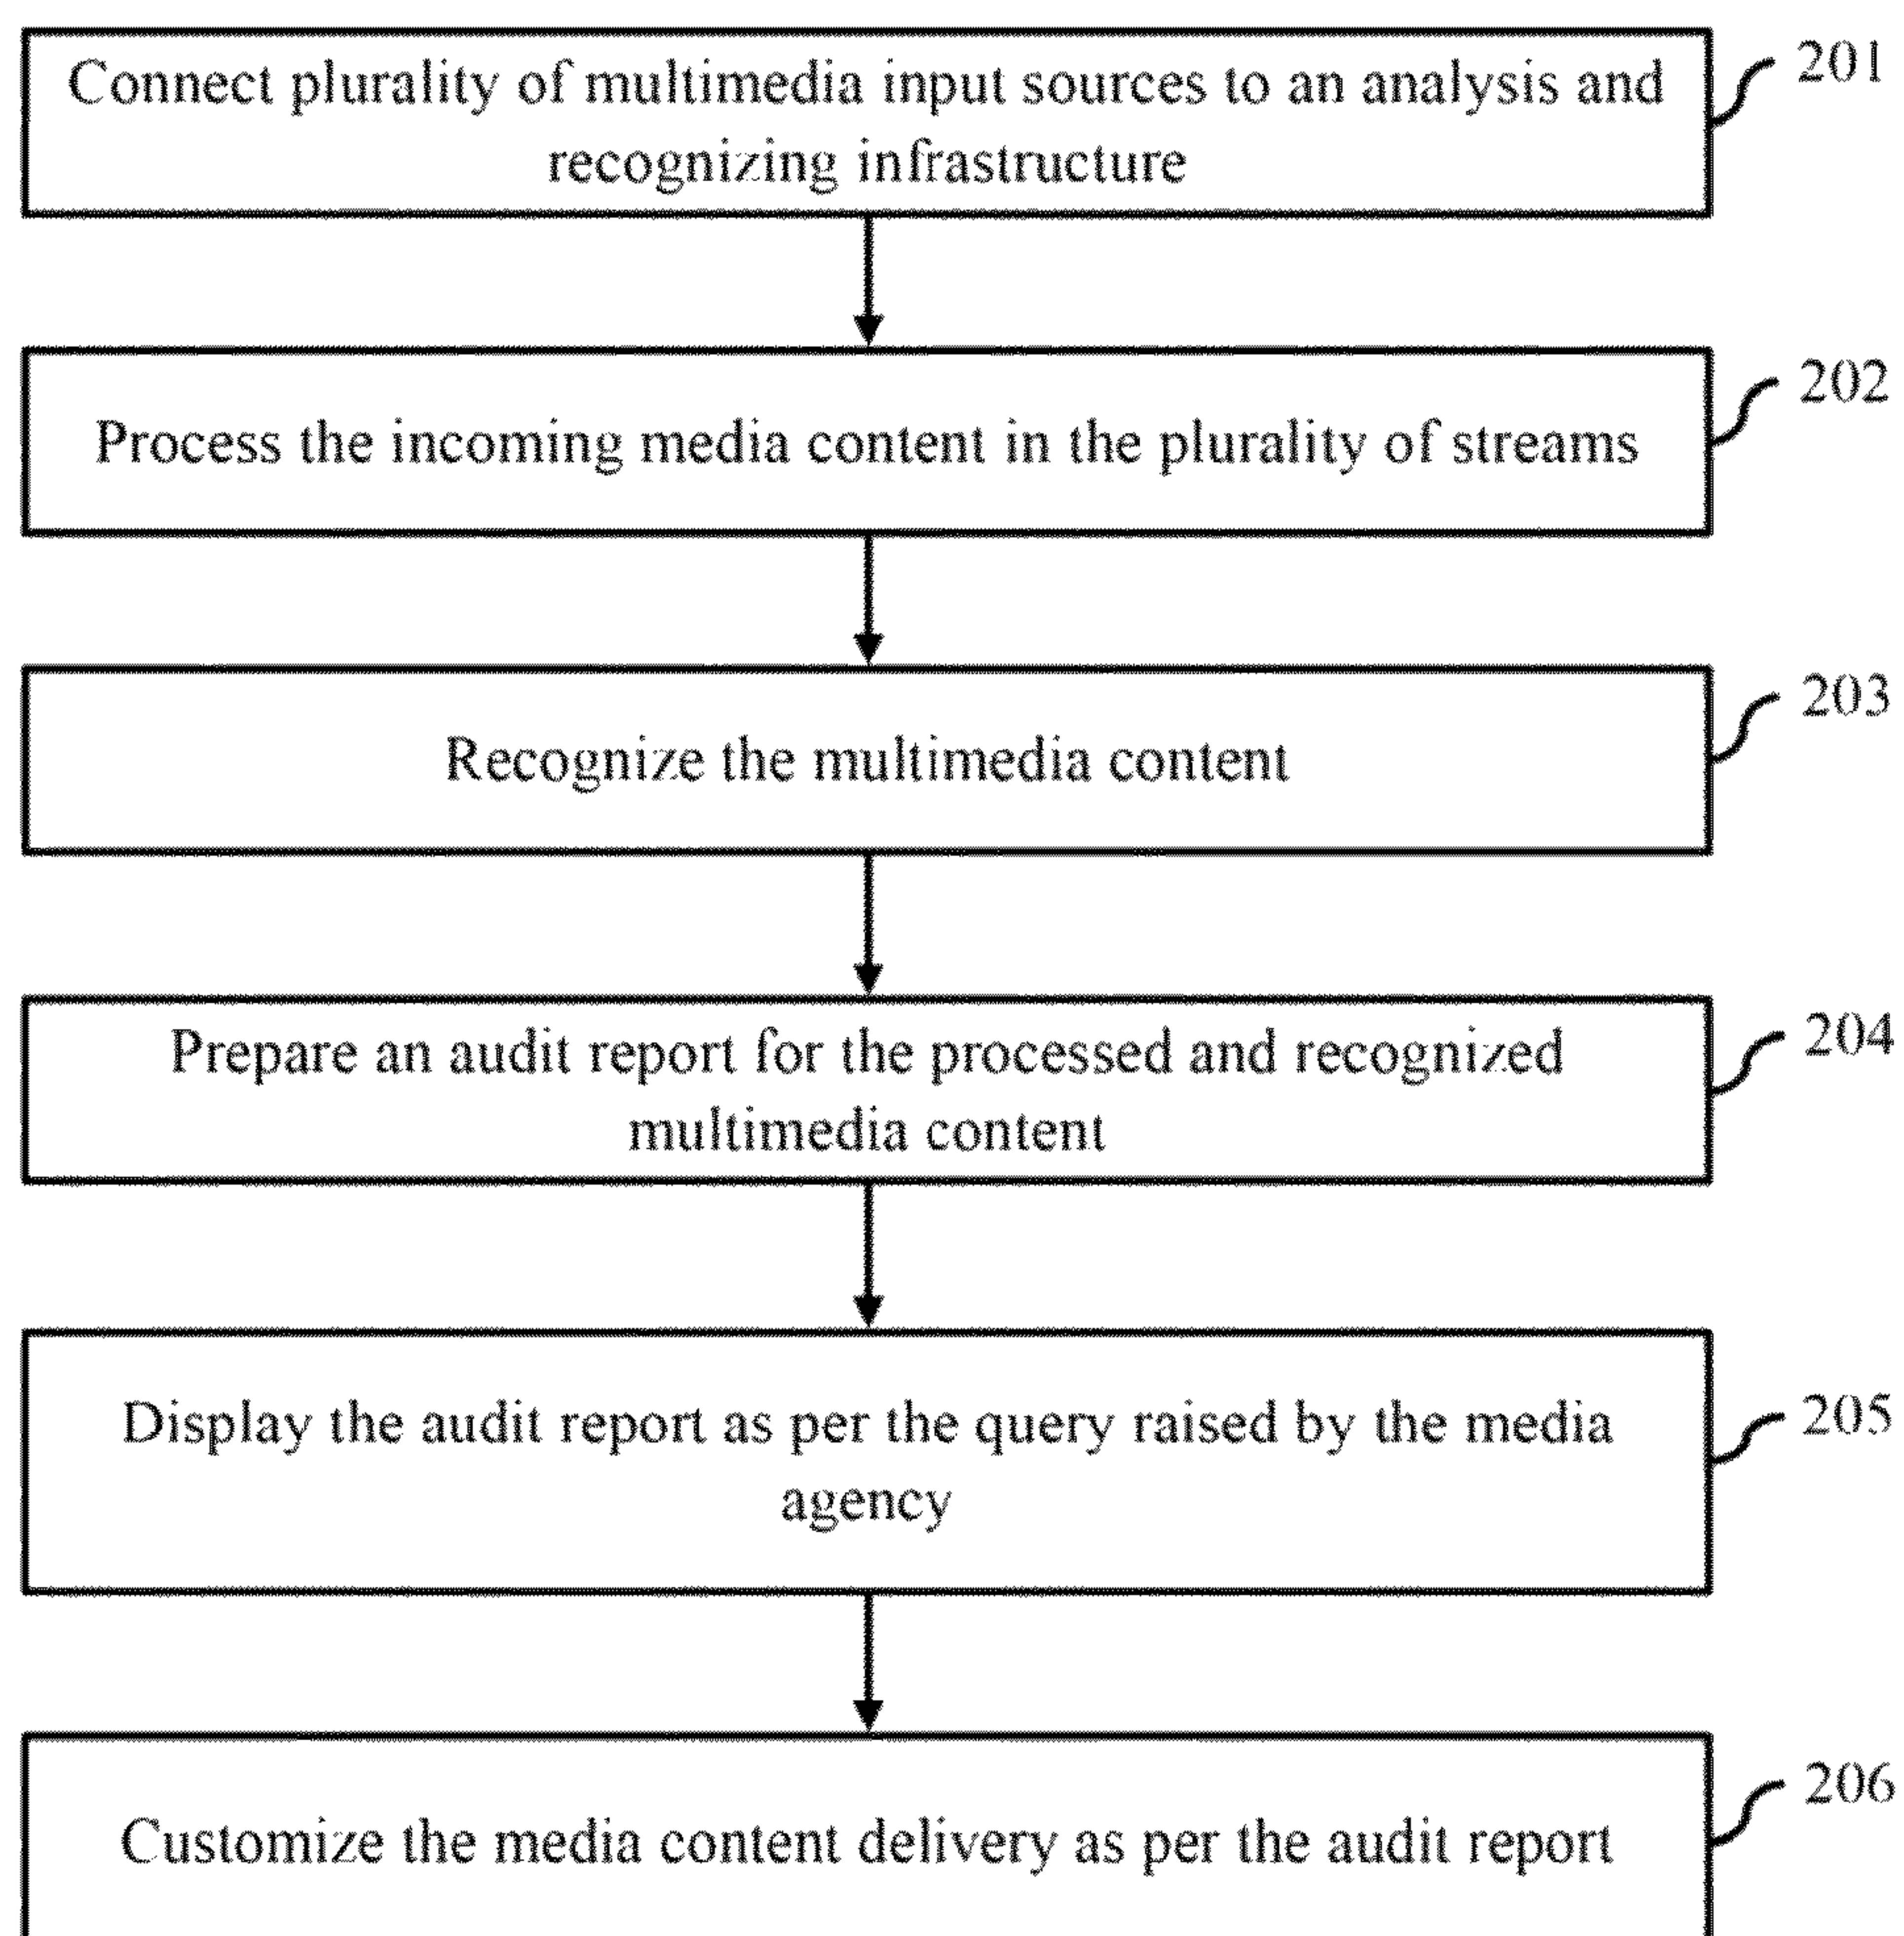 Connect plurality of multimedia input sources to an analysis and
recognizing infrastructure
201
Process the incoming media content in the plurality of streams
202
Recognize the multimedia content
203
Prepare an audit report for the processed and recognized
multimedia content
204
Display the audit report as per the query raised by the media
agency
205
Customize the media content delivery as per the audit report
206